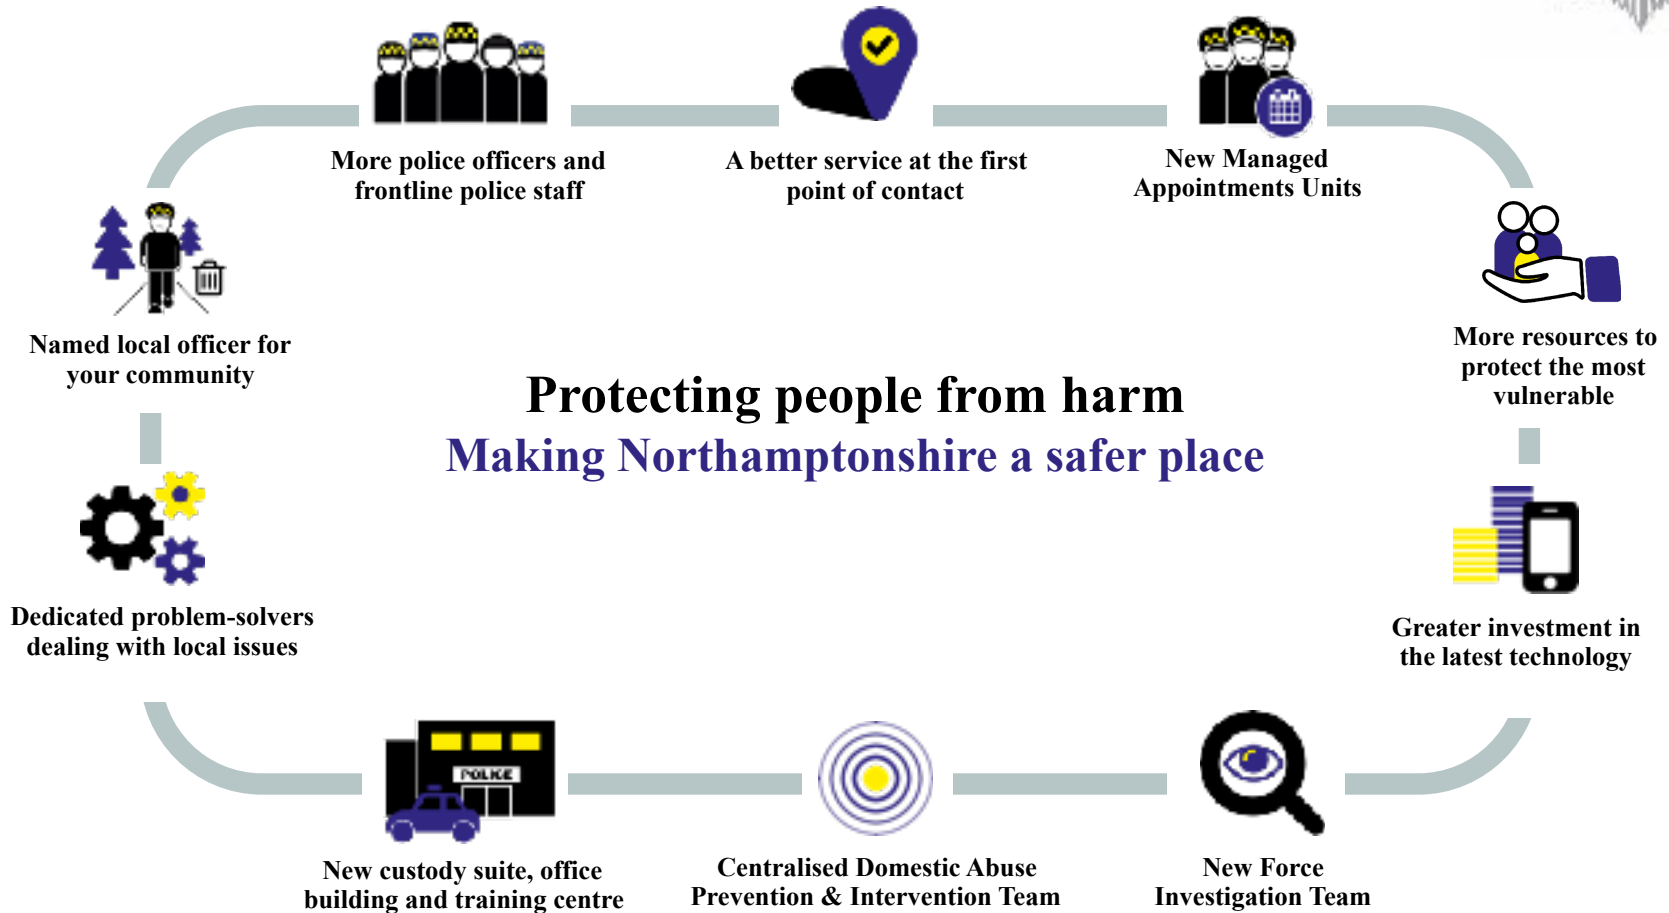 More police officers and
frontline police staff
A better service at the first
point of contact
New Managed
Appointments Units
Named local officer for
your community
More resources to
protect the most
vulnerable
Protecting people from harm
Making Northamptonshire a safer place
Dedicated problem-solvers
dealing with local issues
Greater investment in
the latest technology
POLICE
New custody suite, office
building and training centre
Centralised Domestic Abuse
Prevention & Intervention Team
New Force
Investigation Team